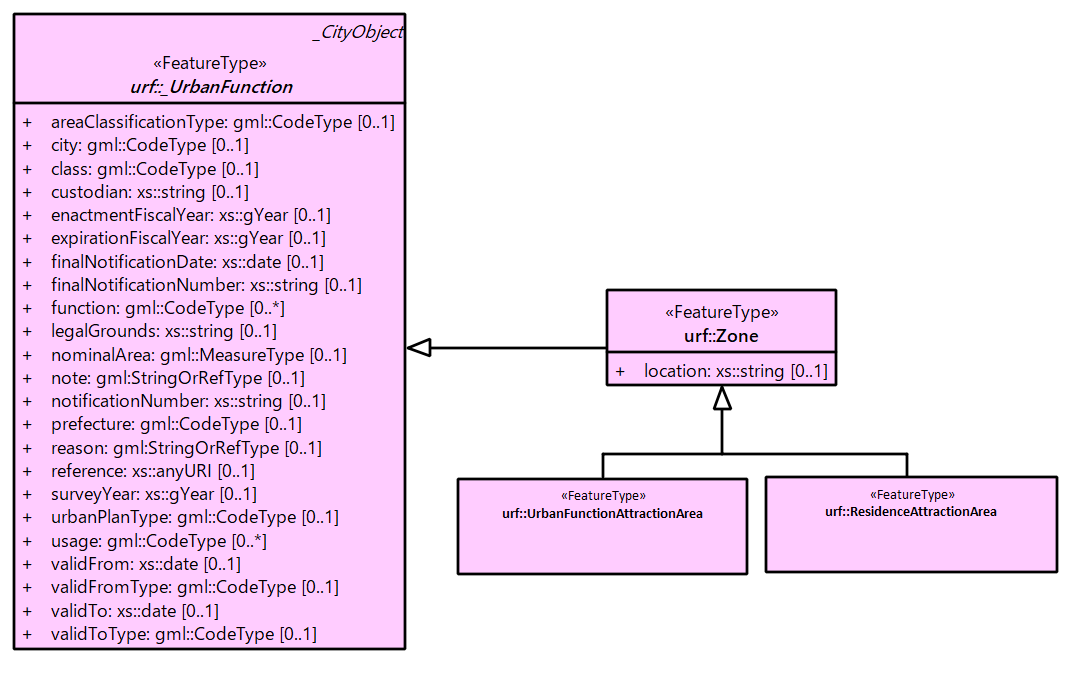 _CityObject
«FeatureType»
urf::_UrbanFunction
+ areaClassificationType: gml::CodeType [0..1]
+ city: gml::CodeType [0..1]
+ class: gml::CodeType [0..1]
+ custodian: xs::string [0..1]
+ enactmentFiscalYear: xs::gYear [0..1]
+ expirationFiscalYear: xs::gYear [0..1]
+ finalNotificationDate: xs::date [0..1]
+ finalNotificationNumber: xs::string [0..1]
+ function: gml::CodeType [0..*]
+ legalGrounds: xs::string [0..1]
+ nominalArea: gml::MeasureType [0..1]
+ note: gml:StringOrRefType [0..1]
+ notificationNumber: xs::string [0..1]
+ prefecture: gml::CodeType [0..1]
+ reason: gml:StringOrRefType [0..1]
+ reference: xs::anyURI [0..1]
+ surveyYear: xs::gYear [0..1]
+ urbanPlanType: gml::CodeType [0..1]
+ usage: gml::CodeType [0..*]
+ validFrom: xs::date [0..1]
+ validFromType: gml::CodeType [0..1]
+ validTo: xs::date [0..1]
+ validToType: gml::CodeType [0..1]
«FeatureType»
urf::Zone
+ location: xs::string [0..1]
«FeatureType»
urf::UrbanFunctionAttractionArea
«FeatureType»
urf::ResidenceAttractionArea